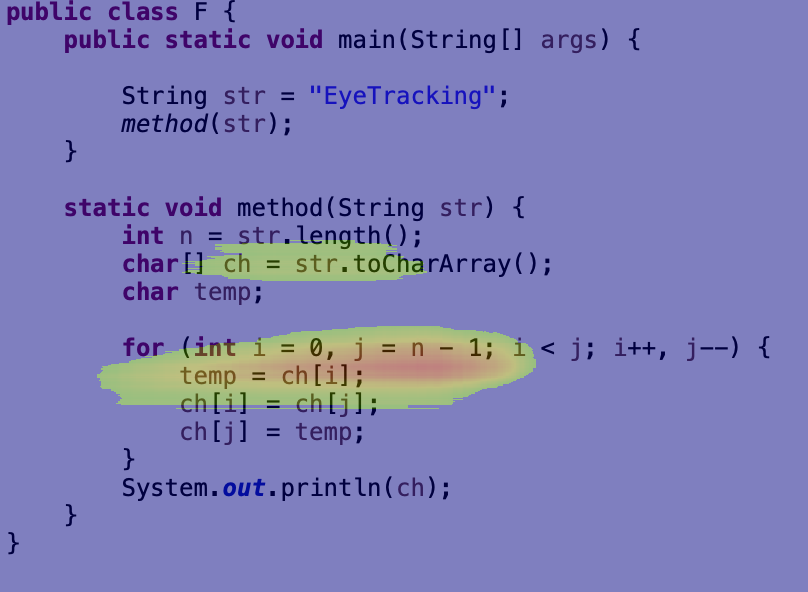 public class F {
    public static void main(String[] args) {
        String str = "EyeTracking";
        method(str);
    }
    static void method(String str) {
        int n = str.length();
        char[] ch = str.toCharArray();
        char temp;
        for (int i = 0, j = n - 1; i < j; i++, j--) {
            temp = ch[i];
            ch[i] = ch[j];
            ch[j] = temp;
        }
        System.out.println(ch);
    }
}